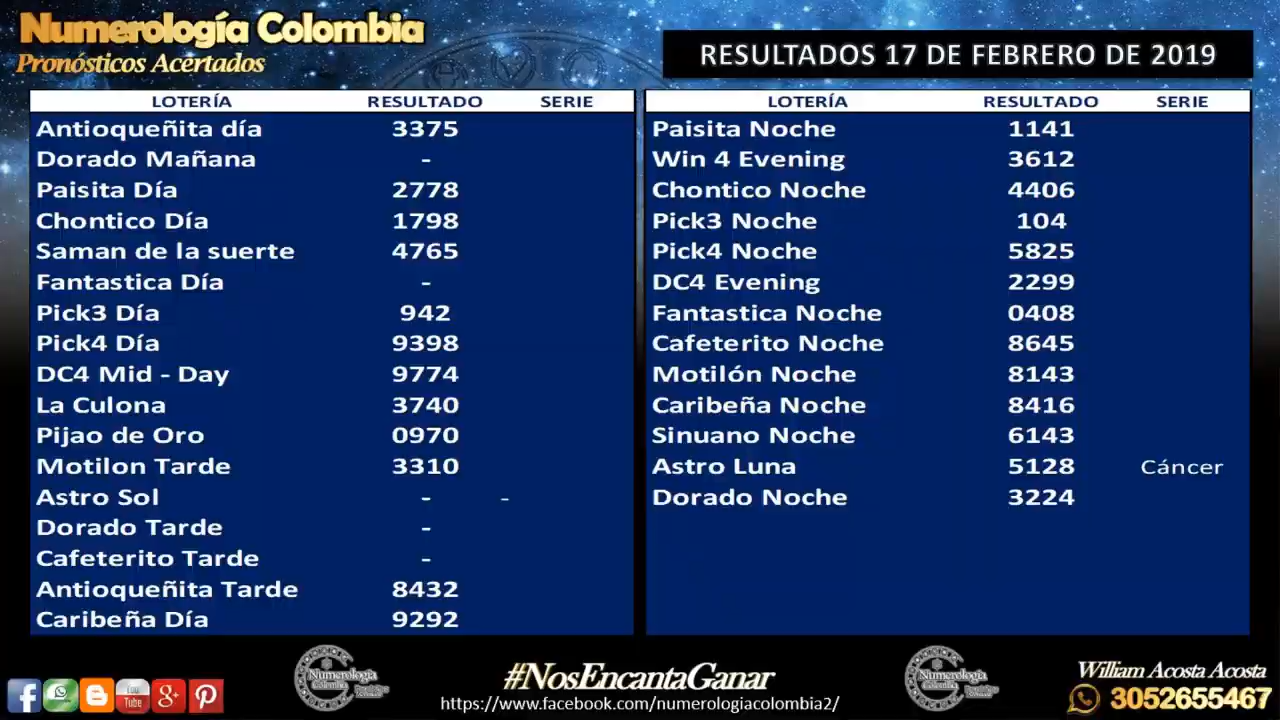 Numerología Colombia
Pronósticos Acertados
RESULTADOS 17 DE FEBRERO DE 2019
LOTERÍA RESULTADO SERIE
Antioqueñita día 3375
Dorado Mañana -
Paisita Día 2778
Chontico Día 1798
Saman de la suerte 4765
Fantastica Día -
Pick3 Día 942
Pick4 Día 9398
DC4 Mid - Day 9774
La Culona 3740
Pijao de Oro 0970
Motilon Tarde 3310
Astro Sol - -
Dorado Tarde -
Cafeterito Tarde -
Antioqueñita Tarde 8432
Caribeña Día 9292
LOTERÍA RESULTADO SERIE
Paisita Noche 1141
Win 4 Evening 3612
Chontico Noche 4406
Pick3 Noche 104
Pick4 Noche 5825
DC4 Evening 2299
Fantastica Noche 0408
Cafeterito Noche 8645
Motilón Noche 8143
Caribeña Noche 8416
Sinuano Noche 6143
Astro Luna 5128 Cáncer
Dorado Noche 3224
You
Tube
Numerología
Colombia
#NosEncantaGanar
https://www.facebook.com/numerologiacolombia2/
Numerología
Colombia
William Acosta Acosta
3052655467